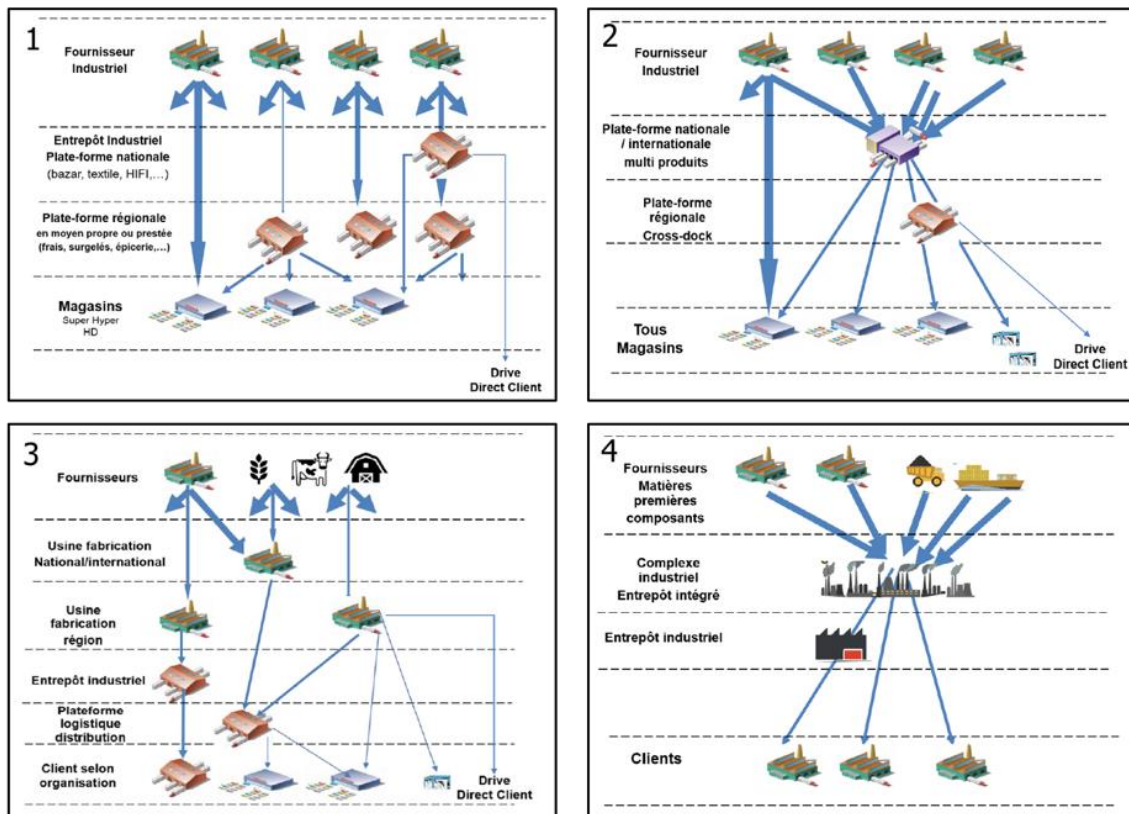 1
Fournisseur
Industriel
Entrepôt Industriel
Plate-forme nationale
(bazar, textile, HIFI,...)
Plate-forme régionale
en moyen propre ou prestée
(frais, surgelés, épicerie,...)
Magasins
Super Hyper
HD
Drive
Direct Client
2
Fournisseur
Industriel
Plate-forme nationale
/ internationale
multi produits
Plate-forme
régionale
Cross-dock
Tous
Magasins
Drive
Direct Client
3
Fournisseurs
Usine fabrication
National/international
Usine
fabrication
région
Entrepôt industriel
Plateforme
logistique
distribution
Client selon
organisation
Drive
Direct Client
4
Fournisseurs
Matières
premières
composants
Complexe
industriel
Entrepôt intégré
Entrepôt industriel
Clients